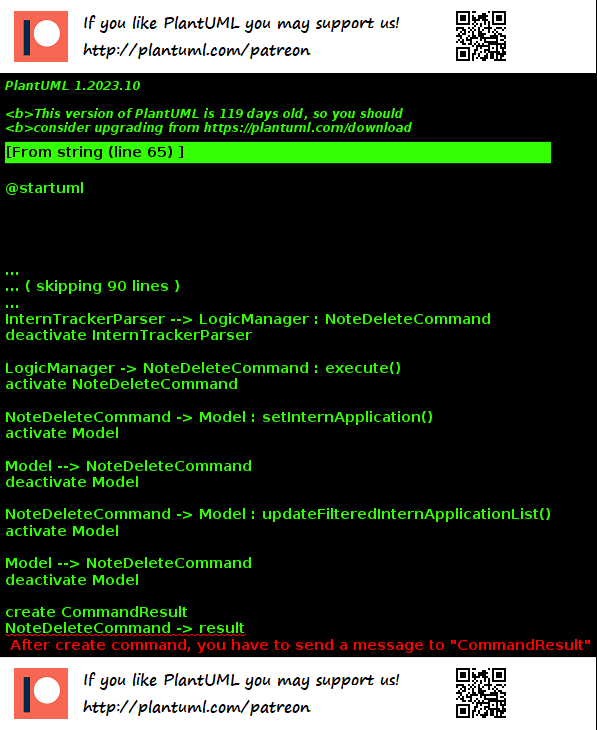 If you like PlantUML you may support us!
http://plantuml.com/patreon
PlantUML 1.2023.10
<b>This version of PlantUML is 119 days old, so you should
<b>consider upgrading from https://plantuml.com/download
[From string (line 65) ]
@startuml
...
... ( skipping 90 lines )
...
InternTrackerParser --> LogicManager : NoteDeleteCommand
deactivate InternTrackerParser
LogicManager -> NoteDeleteCommand : execute()
activate NoteDeleteCommand
NoteDeleteCommand -> Model : setInternApplication()
activate Model
Model --> NoteDeleteCommand
deactivate Model
NoteDeleteCommand -> Model : updateFilteredInternApplicationList()
activate Model
Model --> NoteDeleteCommand
deactivate Model
create CommandResult
NoteDeleteCommand -> result
After create command, you have to send a message to "CommandResult"
If you like PlantUML you may support us!
http://plantuml.com/patreon